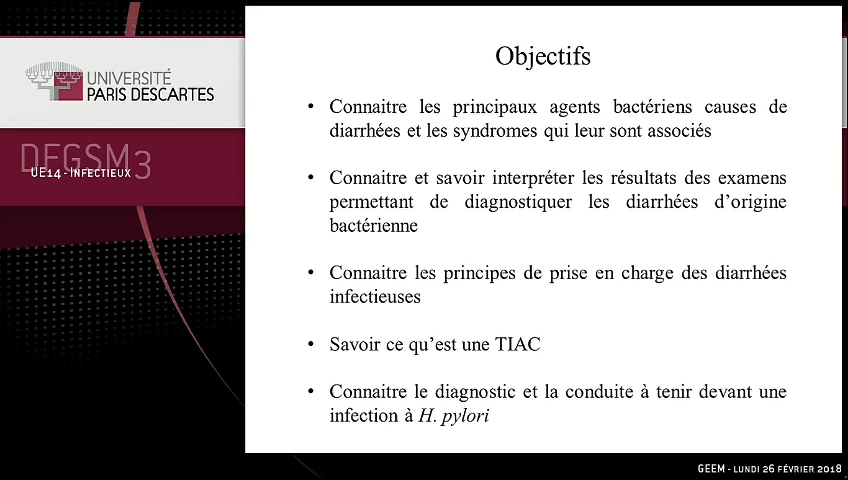 UNIVERSITÉ
PARIS DESCARTES
DFGSM3
UE14 - INFECTIEUX
Objectifs
• Connaitre les principaux agents bactériens causes de
diarrhées et les syndromes qui leur sont associés
• Connaitre et savoir interpréter les résultats des examens
permettant de diagnostiquer les diarrhées d’origine
bactérienne
• Connaitre les principes de prise en charge des diarrhées
infectieuses
• Savoir ce qu’est une TIAC
• Connaitre le diagnostic et la conduite à tenir devant une
infection à H. pylori
GEEM - LUNDI 26 FÉVRIER 2018